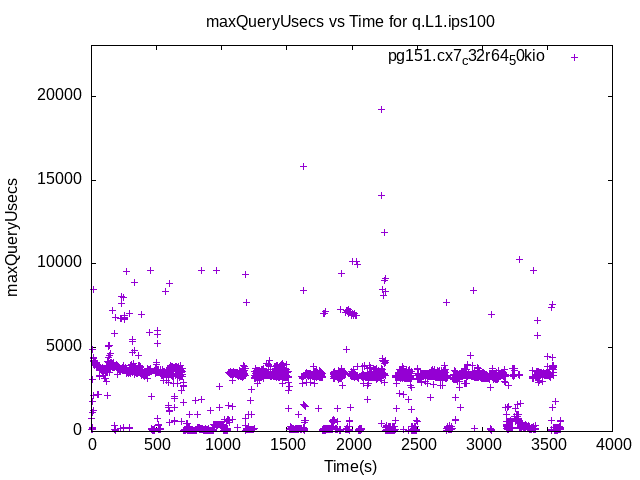 maxQueryUsecs vs Time for q.L1.ips100
pg151.cx7c32r6450kio
20000
15000
10000
5000
0
maxQueryUsecs
0 500 1000 1500 2000 2500 3000 3500 4000
Time(s)